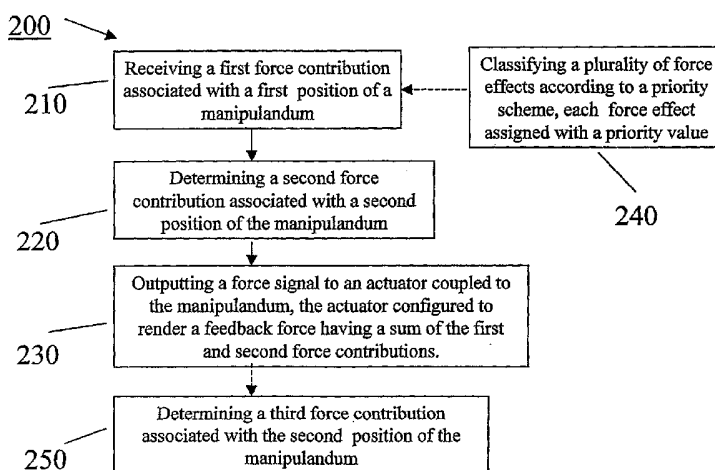 200
210
Receiving a first force contribution
associated with a first position of a
manipulandum
Classifying a plurality of force
effects according to a priority
scheme, each force effect
assigned with a priority value
240
220
Determining a second force
contribution associated with a second
position of the manipulandum
230
Outputting a force signal to an actuator coupled to
the manipulandum, the actuator configured to
render a feedback force having a sum of the first
and second force contributions.
250
Determining a third force contribution
associated with the second position of the
manipulandum